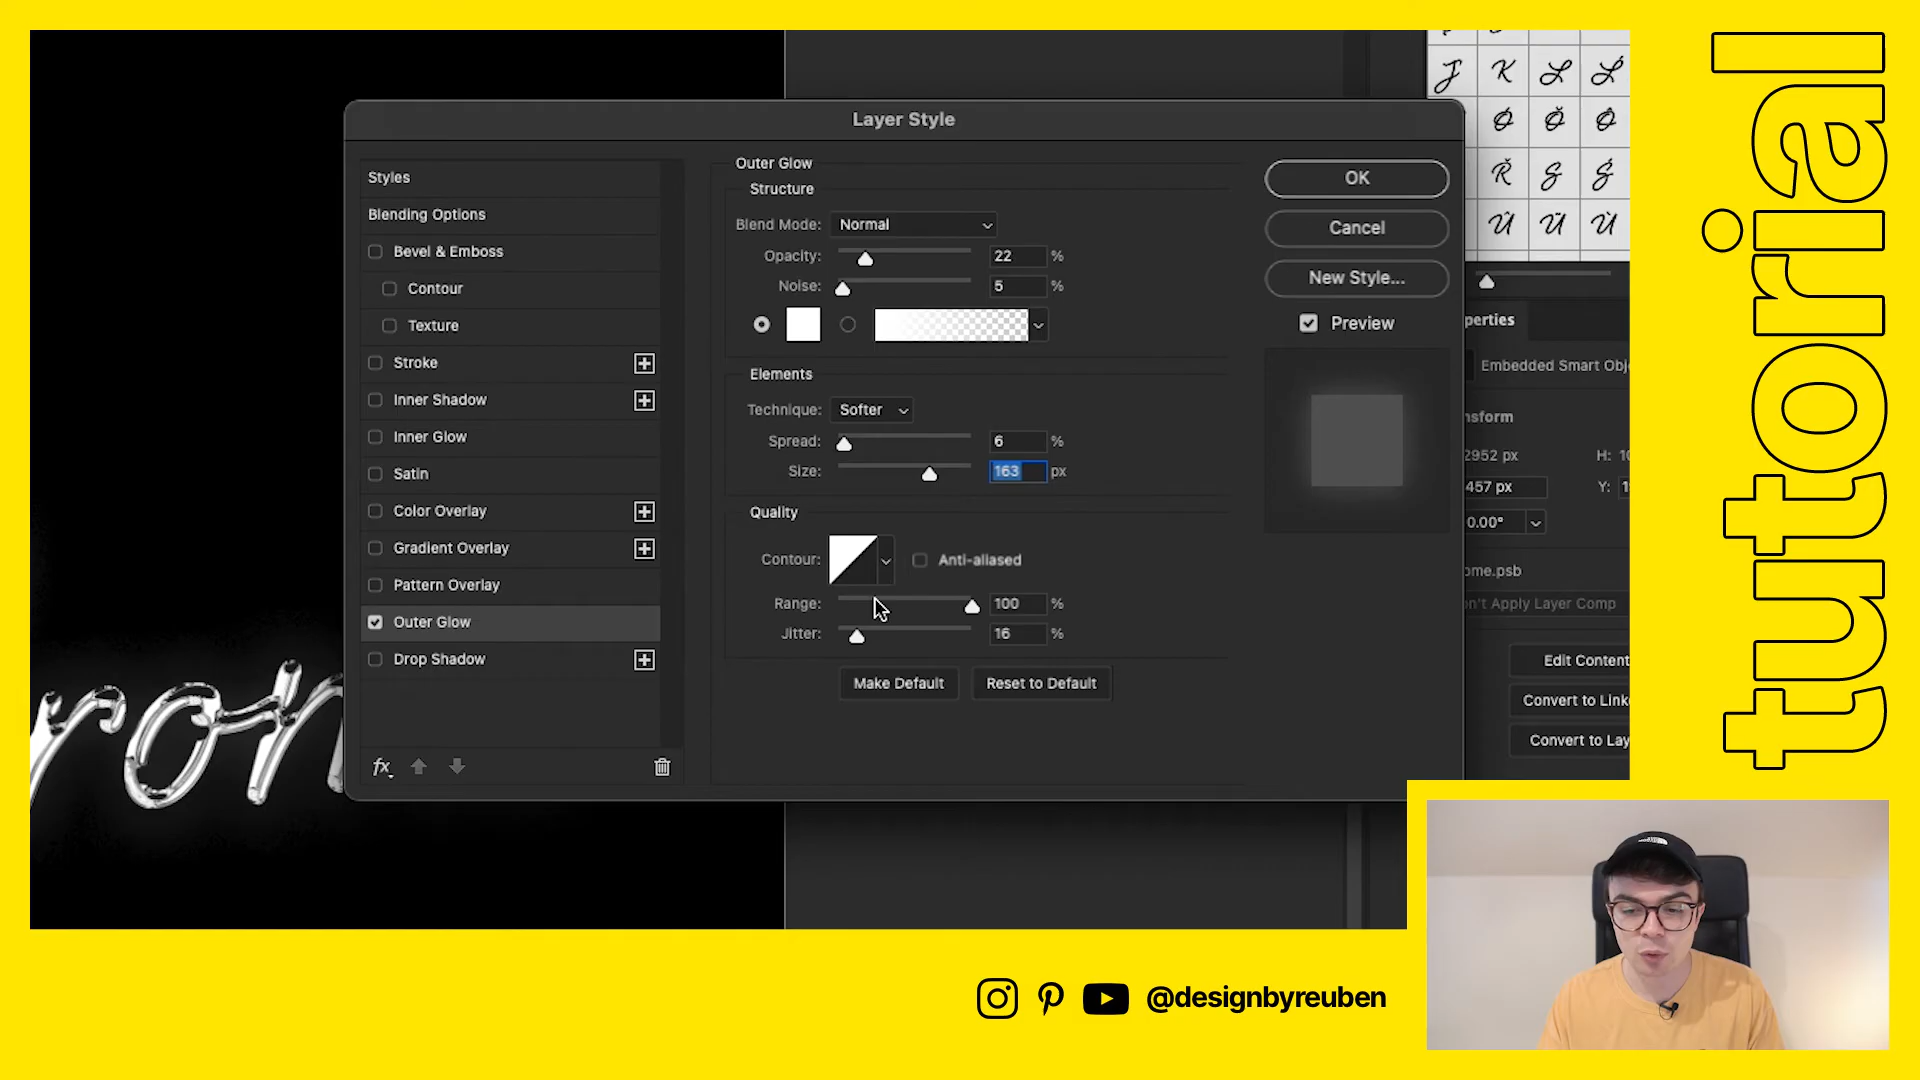 Layer Style
Styles
Blending Options
Bevel & Emboss
Contour
Texture
Stroke
Inner Shadow
Inner Glow
Satin
Color Overlay
Gradient Overlay
Pattern Overlay
Outer Glow
Drop Shadow
fx
Outer Glow
Structure
Blend Mode: Normal
Opacity: 22 %
Noise: 5 %
Elements
Technique: Softer
Spread: 6 %
Size: 163 px
Quality
Contour: Anti-aliased
Range: 100 %
Jitter: 16 %
Make Default Reset to Default
OK
Cancel
New Style...
Preview
perties
Embedded Smart Obj
nsform
2952 px H: 10
457 px Y: 1
0.00°
ome.psb
n't Apply Layer Comp
Edit Content
Convert to Link
Convert to Lay
tutorial
@designbyreuben